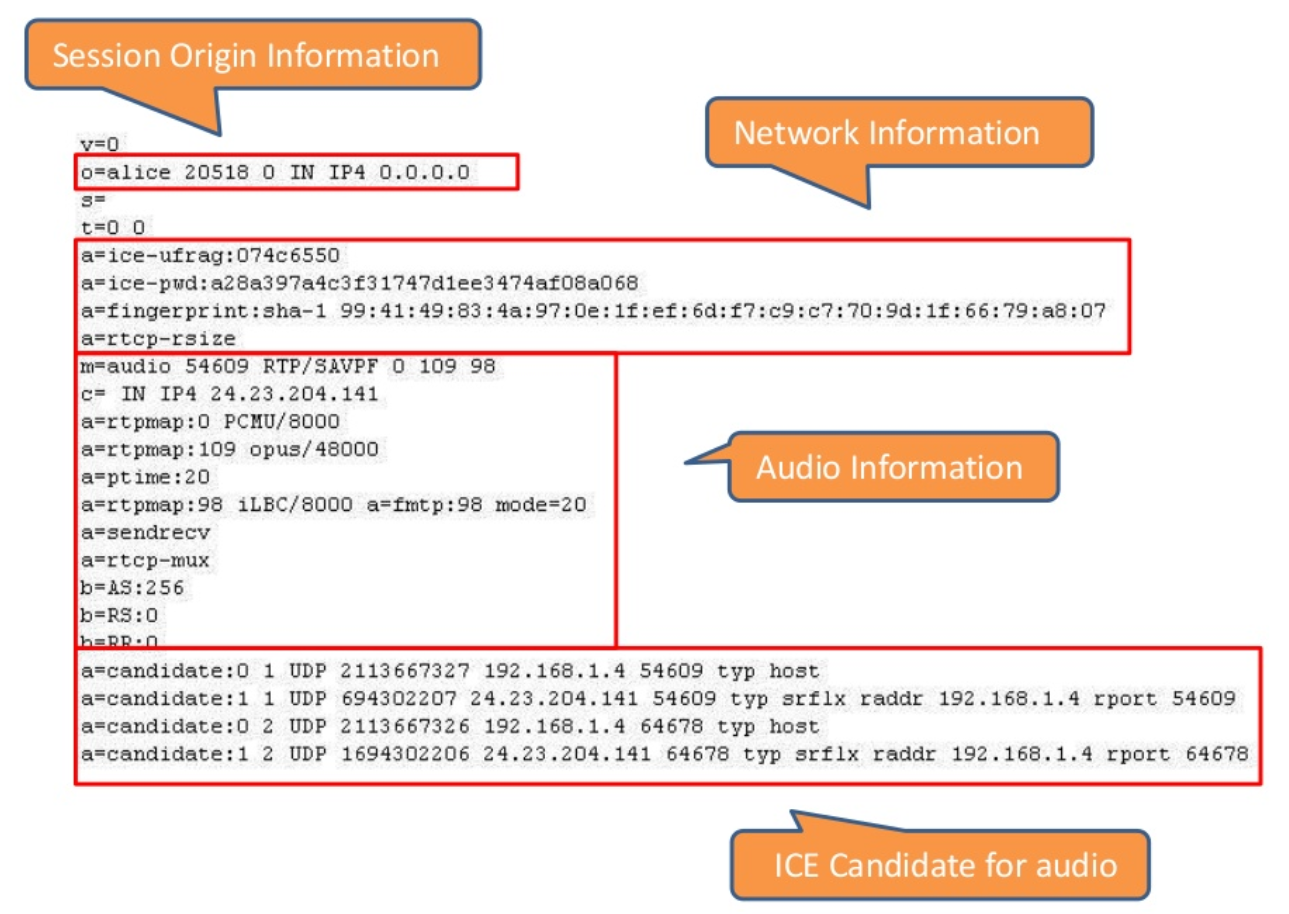 Session Origin Information
Network Information
v=0
o=alice 20518 0 IN IP4 0.0.0.0
s=
t=0 0
a=ice-ufrag:074c6550
a=ice-pwd:a28a397a4c3f31747d1ee3474af08a068
a=fingerprint:sha-1 99:41:49:83:4a:97:0e:1f:ef:6d:f7:c9:c7:70:9d:1f:66:79:a8:07
a=rtcp-rsize
m=audio 54609 RTP/SAVPF 0 109 98
c= IN IP4 24.23.204.141
a=rtpmap:0 PCMU/8000
a=rtpmap:109 opus/48000
a=ptime:20
a=rtpmap:98 iLBC/8000 a=fmtp:98 mode=20
a=sendrecv
a=rtcp-mux
b=AS:256
b=RS:0
b=RR:0
Audio Information
a=candidate:0 1 UDP 2113667327 192.168.1.4 54609 typ host
a=candidate:1 1 UDP 694302207 24.23.204.141 54609 typ srflx raddr 192.168.1.4 rport 54609
a=candidate:0 2 UDP 2113667326 192.168.1.4 64678 typ host
a=candidate:1 2 UDP 1694302206 24.23.204.141 64678 typ srflx raddr 192.168.1.4 rport 64678
ICE Candidate for audio